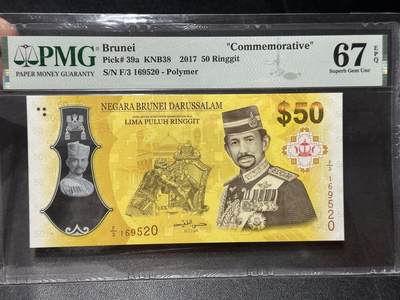 PMG
PAPER MONEY GUARANTY
Brunei "Commemorative"
Pick# 39a KNB38 2017 50 Ringgit
S/N F/3 169520 - Polymer
67 EPQ
Superb Gem Unc
NEGARA BRUNEI DARUSSALAM
LIMA PULUH RINGGIT
$50
F/3 169520
F/3 169520